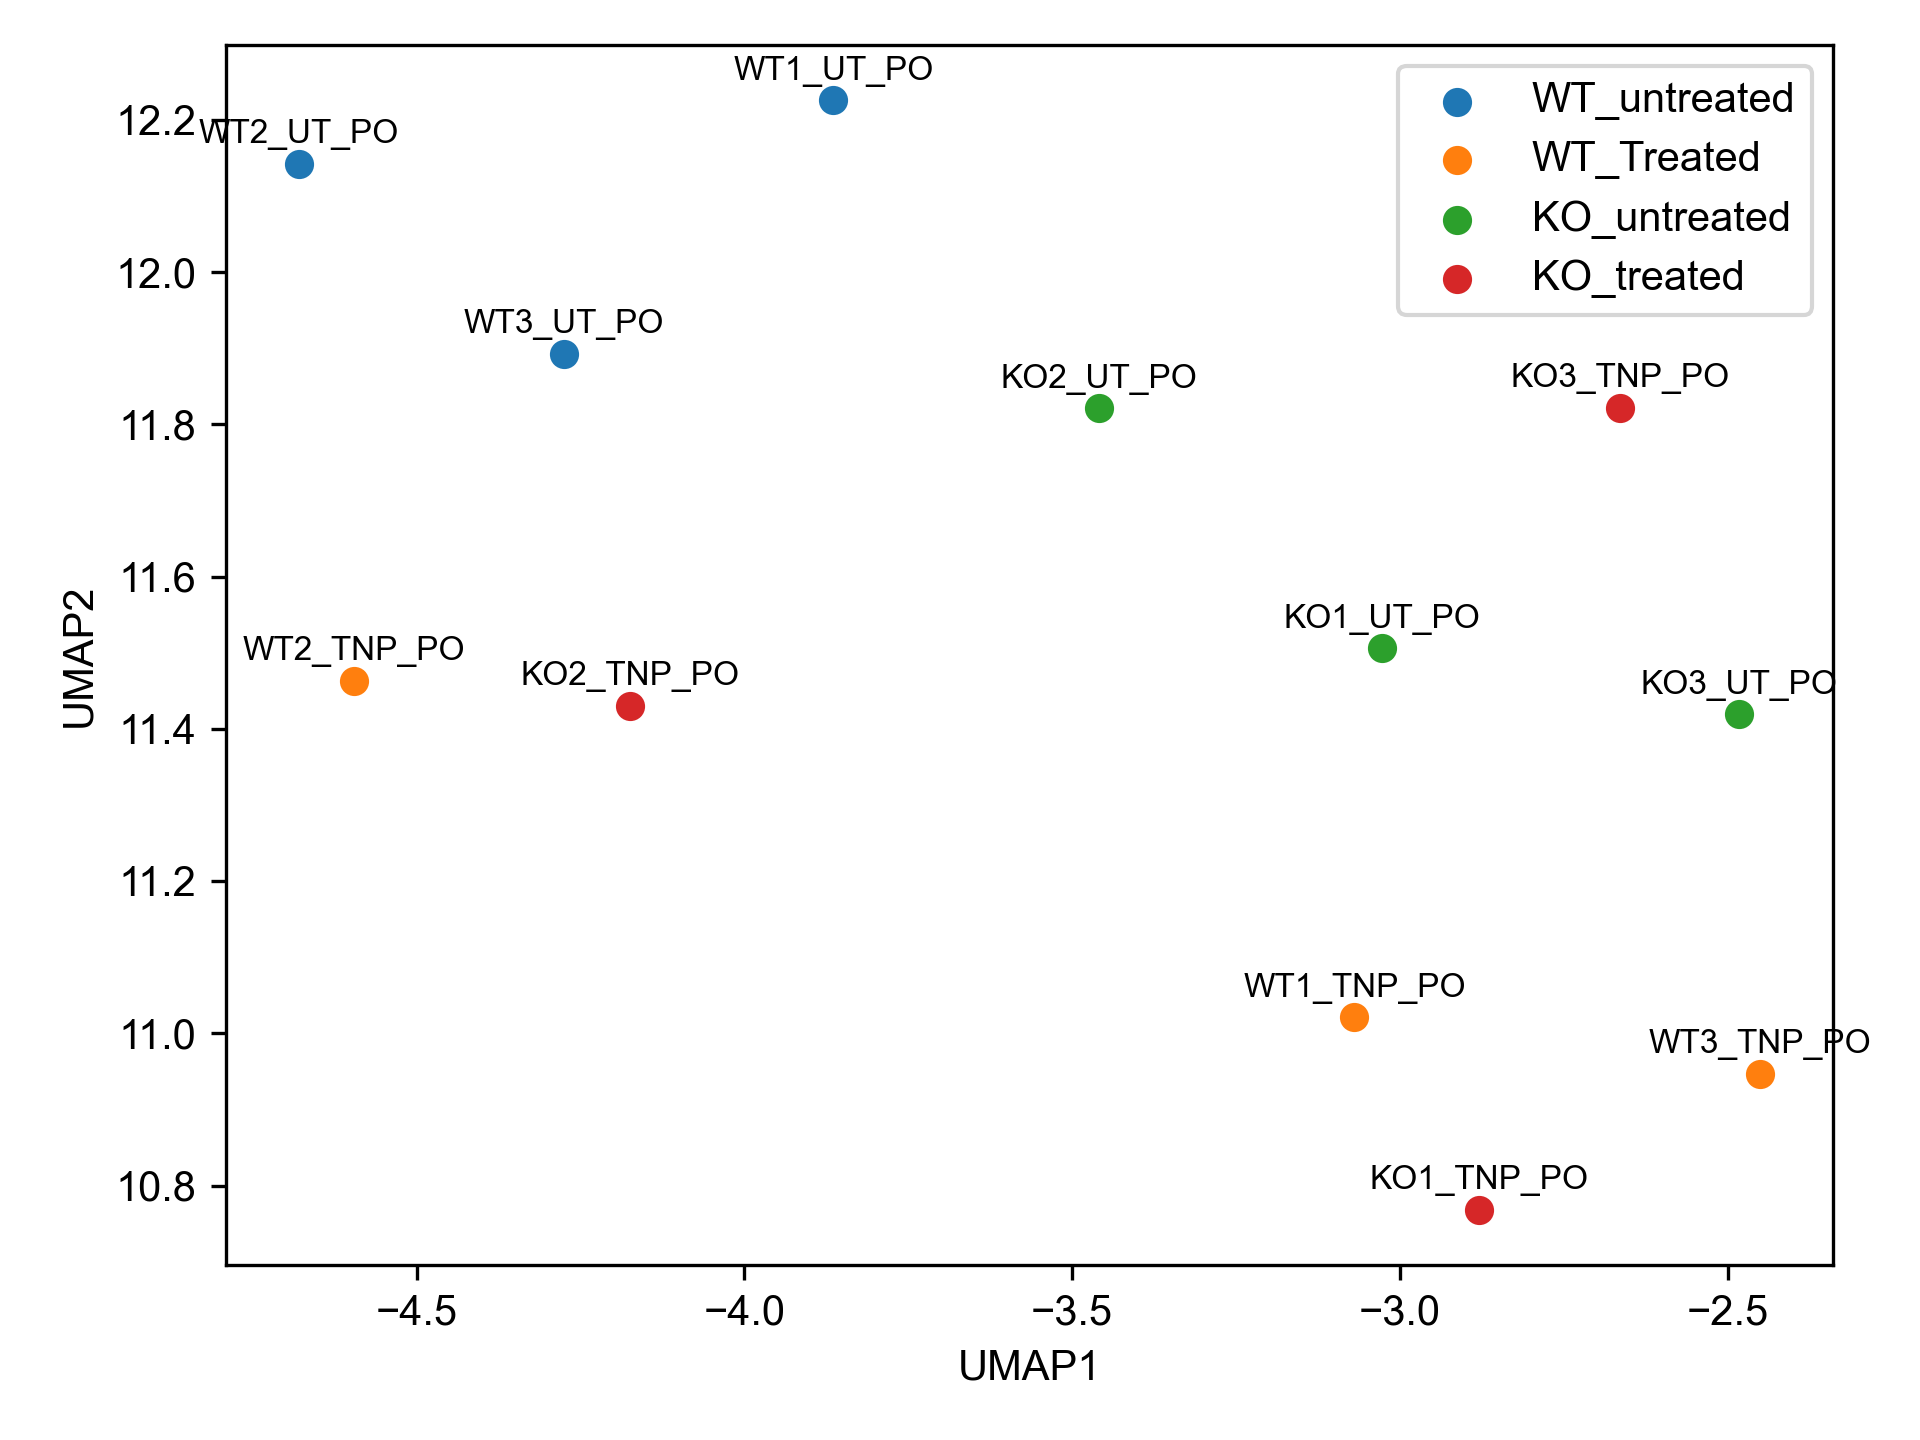 WT1_UT_PO
WT2_UT_PO
WT3_UT_PO
KO2_UT_PO
KO3_TNP_PO
KO1_UT_PO
WT2_TNP_PO
KO2_TNP_PO
KO3_UT_PO
WT1_TNP_PO
WT3_TNP_PO
KO1_TNP_PO
WT_untreated
WT_Treated
KO_untreated
KO_treated
12.2
12.0
11.8
11.6
11.4
11.2
11.0
10.8
UMAP2
−4.5
−4.0
−3.5
−3.0
−2.5
UMAP1